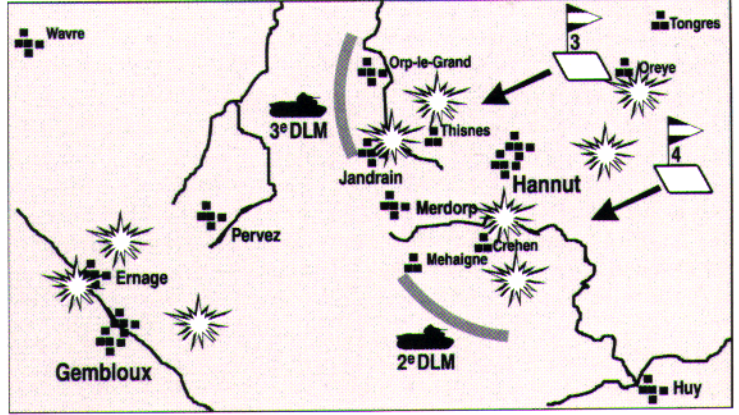 Wavre
Tongres
3
Orp-le-Grand
Oreye
3e DLM
Thisnes
4
Jandrain
Hannut
Merdorp
Pervez
Crehen
Mehaigne
Ernage
2e DLM
Gembloux
Huy